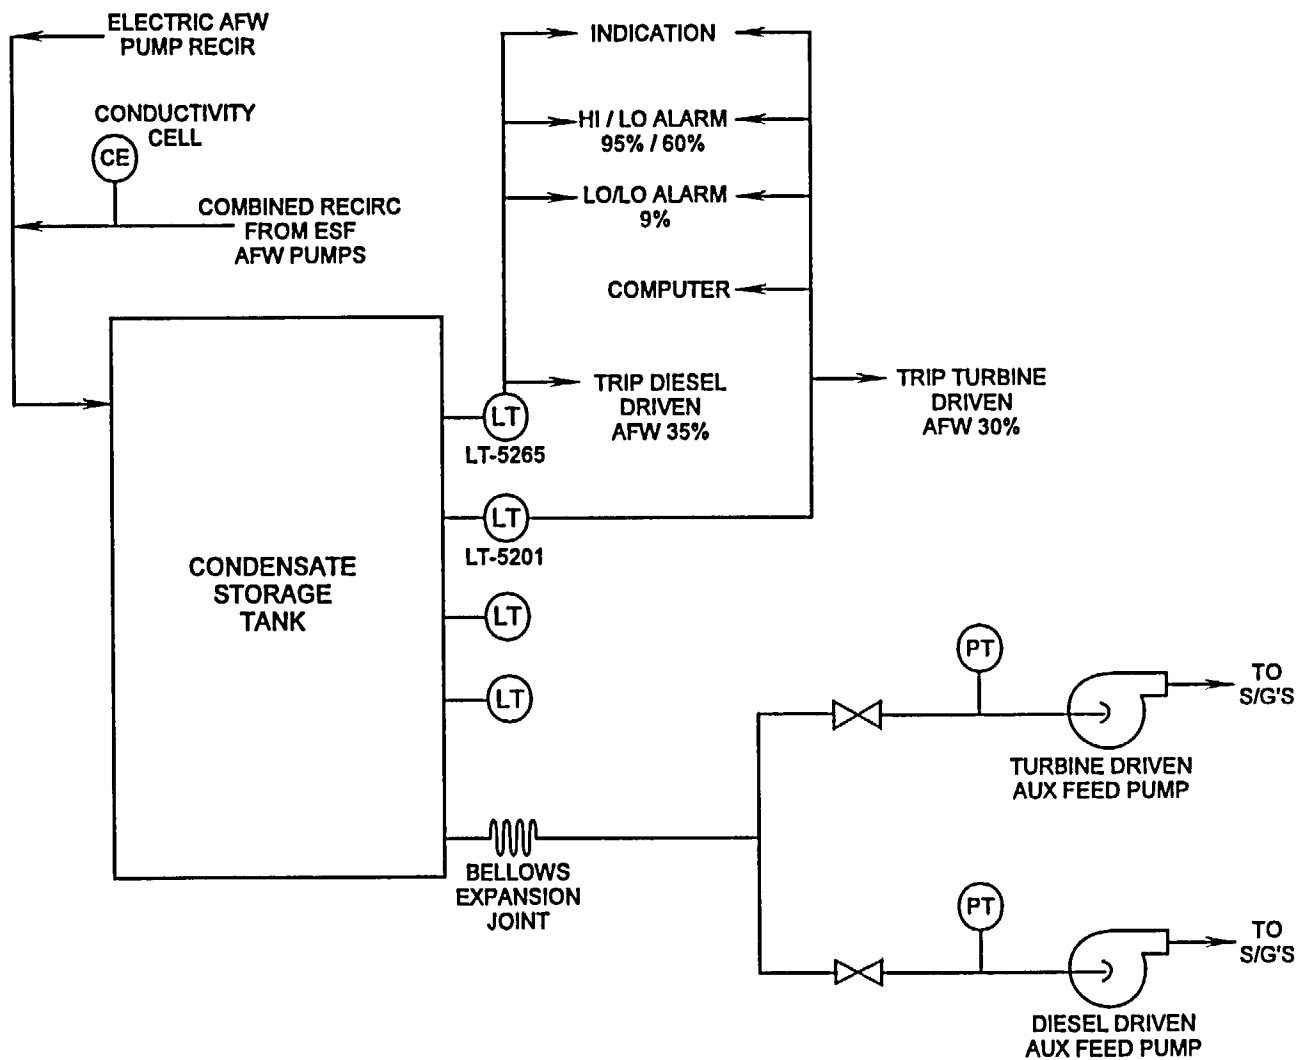 ELECTRIC AFW
PUMP RECIR
CONDUCTIVITY
CELL
CE
COMBINED RECIRC
FROM ESF
AFW PUMPS
INDICATION
HI / LO ALARM
95% / 60%
LO/LO ALARM
9%
COMPUTER
TRIP DIESEL
DRIVEN
AFW 35%
TRIP TURBINE
DRIVEN
AFW 30%
LT
LT-5265
LT
LT-5201
LT
LT
CONDENSATE
STORAGE
TANK
BELLOWS
EXPANSION
JOINT
PT
TO
S/G'S
TURBINE DRIVEN
AUX FEED PUMP
PT
TO
S/G'S
DIESEL DRIVEN
AUX FEED PUMP